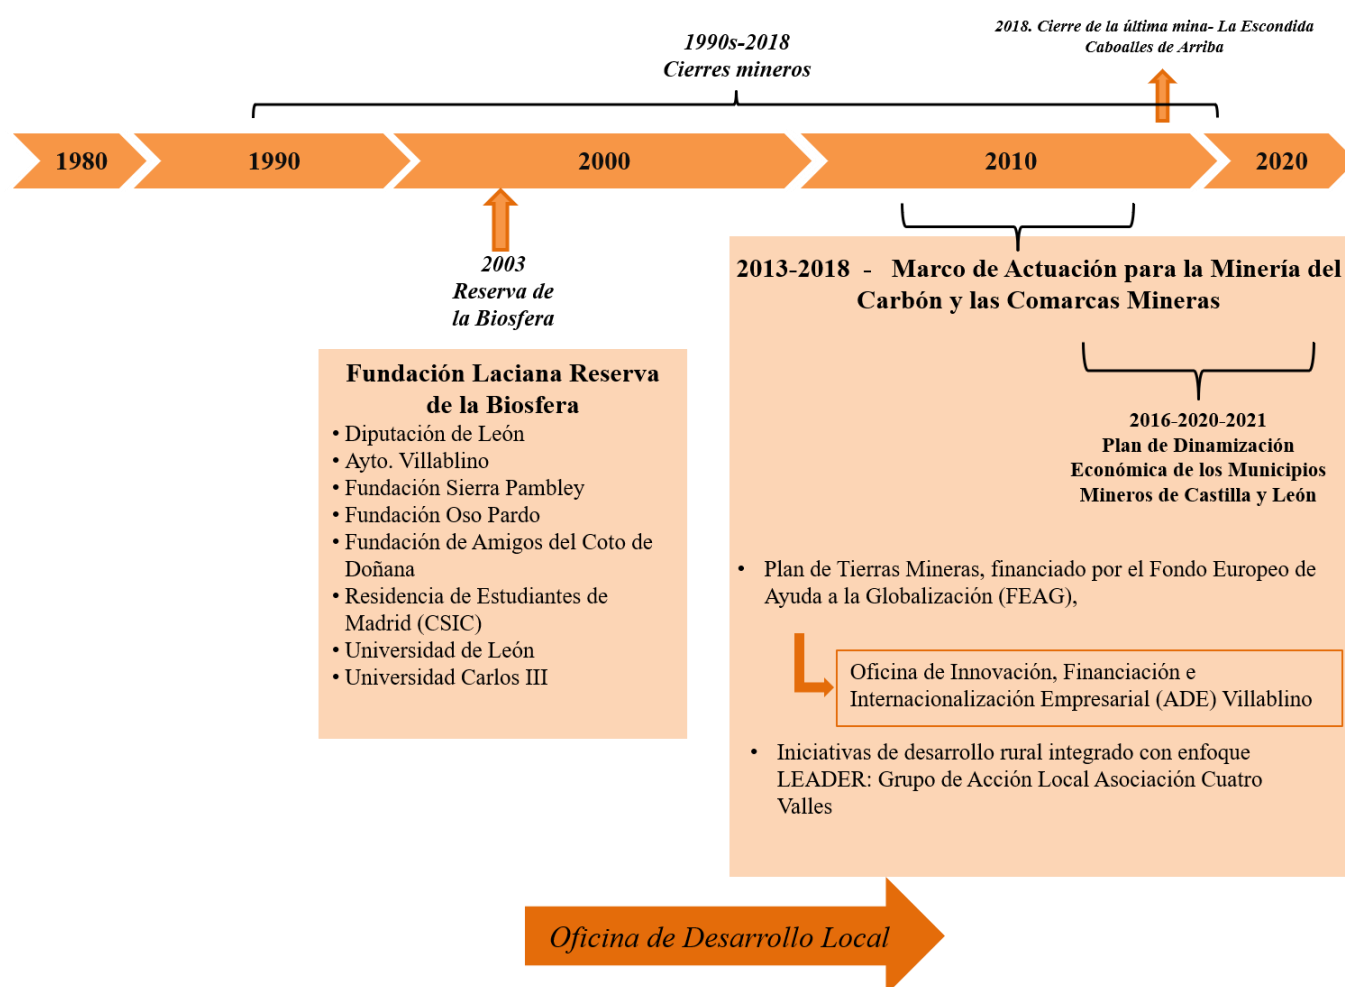 2018. Cierre de la última mina- La Escondida
Caboalles de Arriba
1990s-2018
Cierres mineros
1980
1990
2000
2010
2020
2003
Reserva de
la Biosfera
Fundación Laciana Reserva
de la Biosfera
• Diputación de León
• Ayto. Villablino
• Fundación Sierra Pambley
• Fundación Oso Pardo
• Fundación de Amigos del Coto de
Doñana
• Residencia de Estudiantes de
Madrid (CSIC)
• Universidad de León
• Universidad Carlos III
2013-2018 - Marco de Actuación para la Minería del
Carbón y las Comarcas Mineras
2016-2020-2021
Plan de Dinamización
Económica de los Municipios
Mineros de Castilla y León
• Plan de Tierras Mineras, financiado por el Fondo Europeo de
Ayuda a la Globalización (FEAG),
Oficina de Innovación, Financiación e
Internacionalización Empresarial (ADE) Villablino
• Iniciativas de desarrollo rural integrado con enfoque
LEADER: Grupo de Acción Local Asociación Cuatro
Valles
Oficina de Desarrollo Local